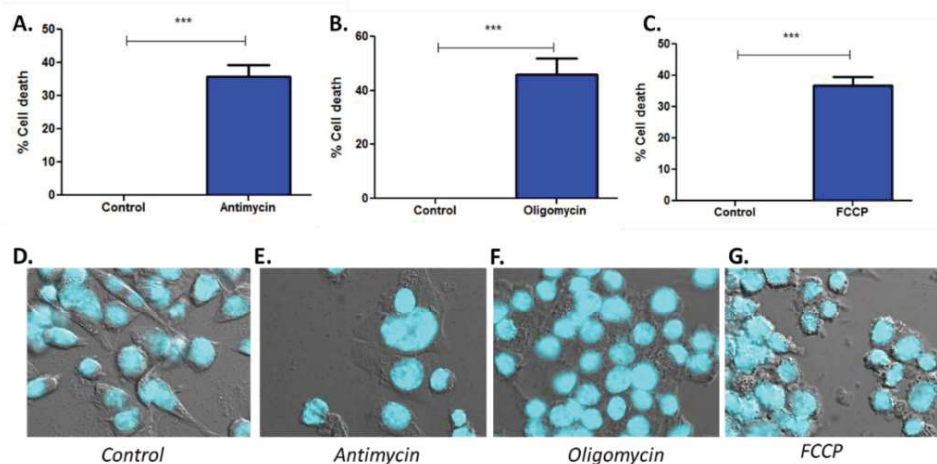 A.
***
% Cell death
50
40
30
20
10
0
Control
Antimycin
B.
***
% Cell death
60
40
20
0
Control
Oligomycin
C.
***
% Cell death
50
40
30
20
10
0
Control
FCCP
D.
E.
F.
G.
Control
Antimycin
Oligomycin
FCCP